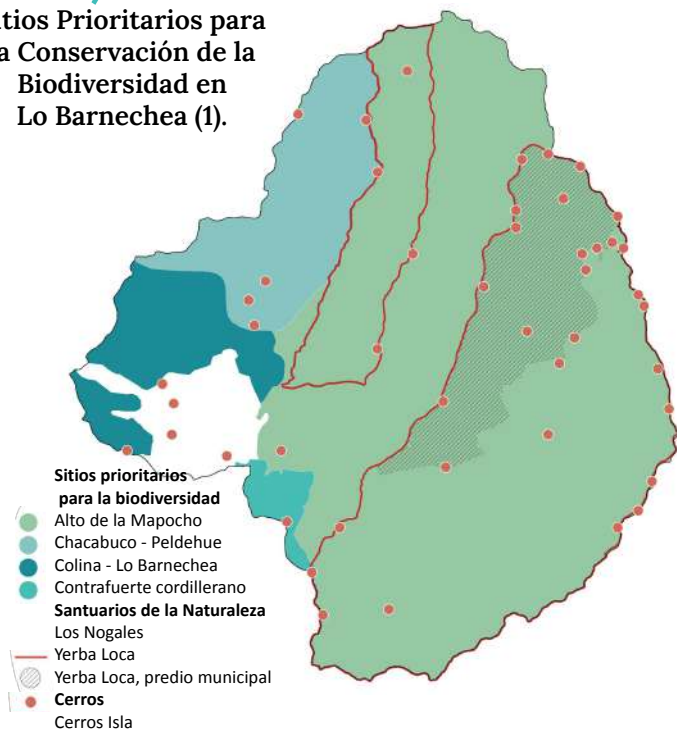 itios Prioritarios para
a Conservación de la
Biodiversidad en
Lo Barnechea (1).
Sitios prioritarios
para la biodiversidad
Alto de la Mapocho
Chacabuco - Peldehue
Colina - Lo Barnechea
Contrafuerte cordillerano
Santuarios de la Naturaleza
Los Nogales
Yerba Loca
Yerba Loca, predio municipal
Cerros
Cerros Isla